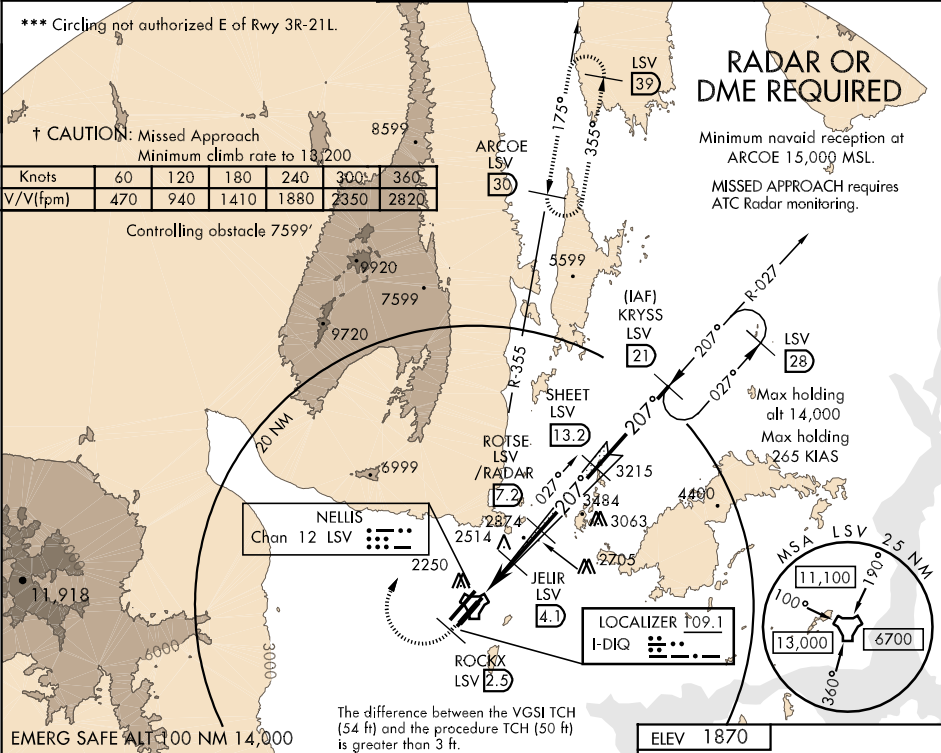 *** Circling not authorized E of Rwy 3R-21L.
RADAR OR
DME REQUIRED
Minimum navaid reception at
ARCOE 15,000 MSL.
MISSED APPROACH requires
ATC Radar monitoring.
† CAUTION: Missed Approach
Minimum climb rate to 13,200
Knots 60 120 180 240 300 360
V/V(fpm) 470 940 1410 1880 2350 2820
Controlling obstacle 7599'
8599
LSV
39
175°
355°
ARCOE
LSV
30
5599
9920
7599
9720
R-355
(IAF)
KRYSS
LSV
21
R-027
207°
027°
LSV
28
Max holding
alt 14,000
Max holding
265 KIAS
20 NM
SHEET
LSV
13.2
207°
ROTSE
LSV
/RADAR
7.2
027°
207°
3215
3484
3063
4400
6999
2874
2514
2705
2250
NELLIS
Chan 12 LSV
JELIR
LSV
4.1
LOCALIZER 109.1
I-DIQ
ROCKX
LSV 2.5
11,918
6000
3000
MSA LSV 25 NM
11,100
190°
100°
13,000
6700
360°
The difference between the VGSI TCH
(54 ft) and the procedure TCH (50 ft)
is greater than 3 ft.
EMERG SAFE ALT 100 NM 14,000
ELEV 1870